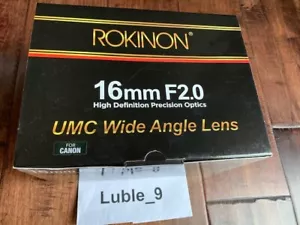 ROKINON®
16mm F2.0
High Definition Precision Optics
UMC Wide Angle Lens
FOR
CANON
Luble_9